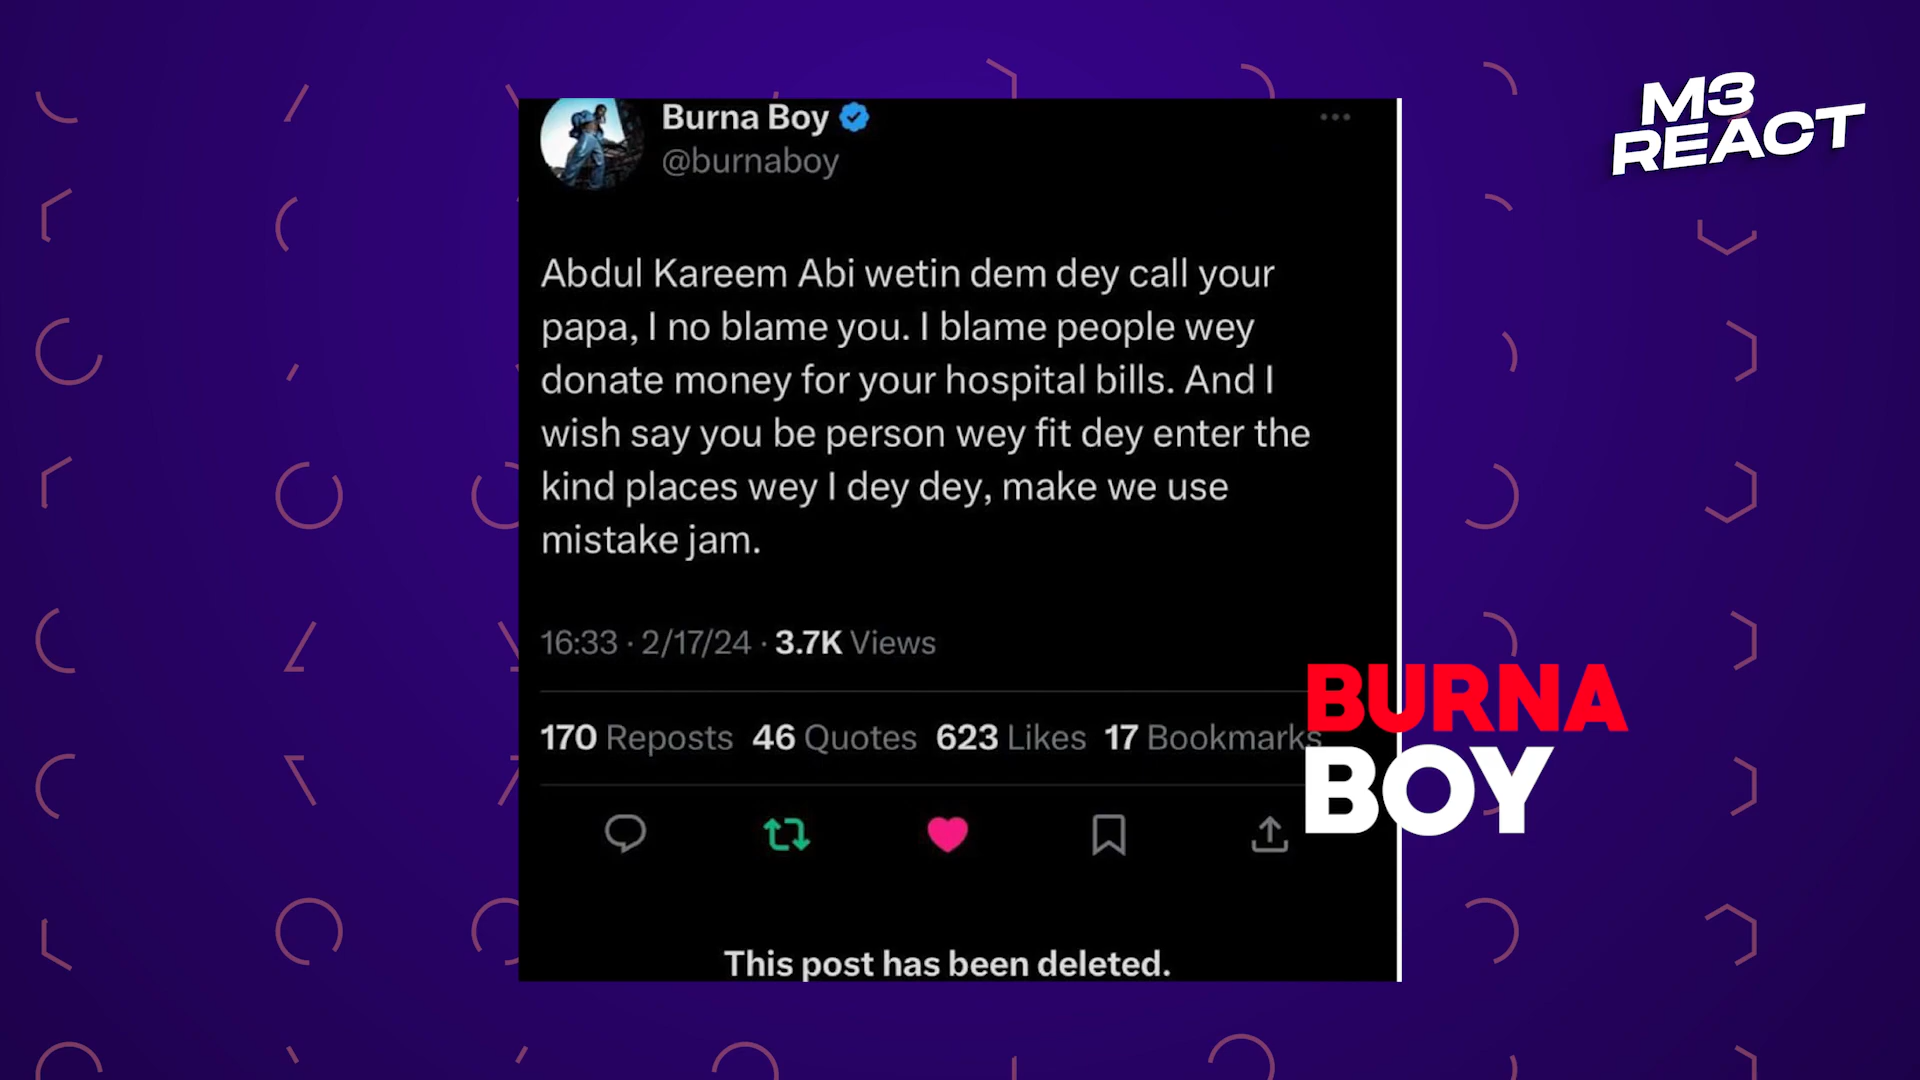 M3
REACT
Burna Boy
@burnaboy
Abdul Kareem Abi wetin dem dey call your
papa, I no blame you. I blame people wey
donate money for your hospital bills. And I
wish say you be person wey fit dey enter the
kind places wey I dey dey, make we use
mistake jam.
16:33 · 2/17/24 · 3.7K Views
170 Reposts 46 Quotes 623 Likes 17 Bookmarks
BURNA
BOY
This post has been deleted.